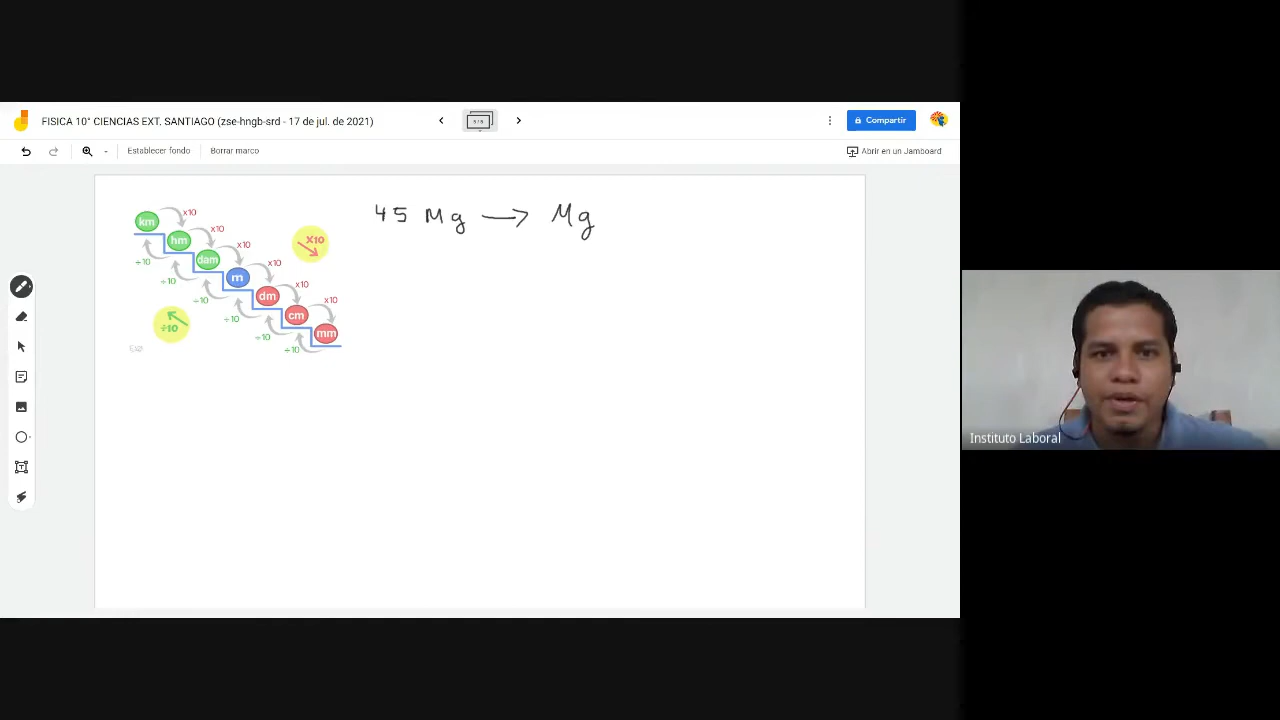 FISICA 10° CIENCIAS EXT. SANTIAGO (zse-hngb-srd - 17 de jul. de 2021)
Compartir
Establecer fondo
Borrar marco
Abrir en un Jamboard
45 Mg → Mg
km
x10
hm
x10
dam
x10
m
x10
dm
x10
cm
x10
mm
÷10
÷10
÷10
÷10
÷10
÷10
X10
÷10
Instituto Laboral